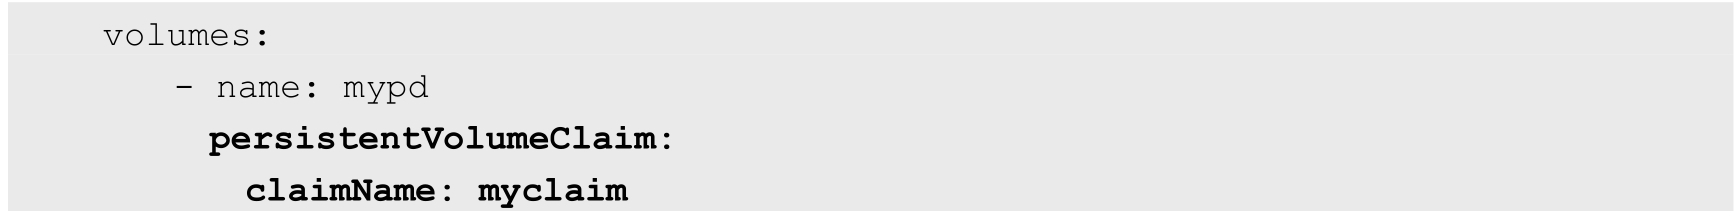 volumes:
    - name: mypd
      persistentVolumeClaim:
        claimName: myclaim